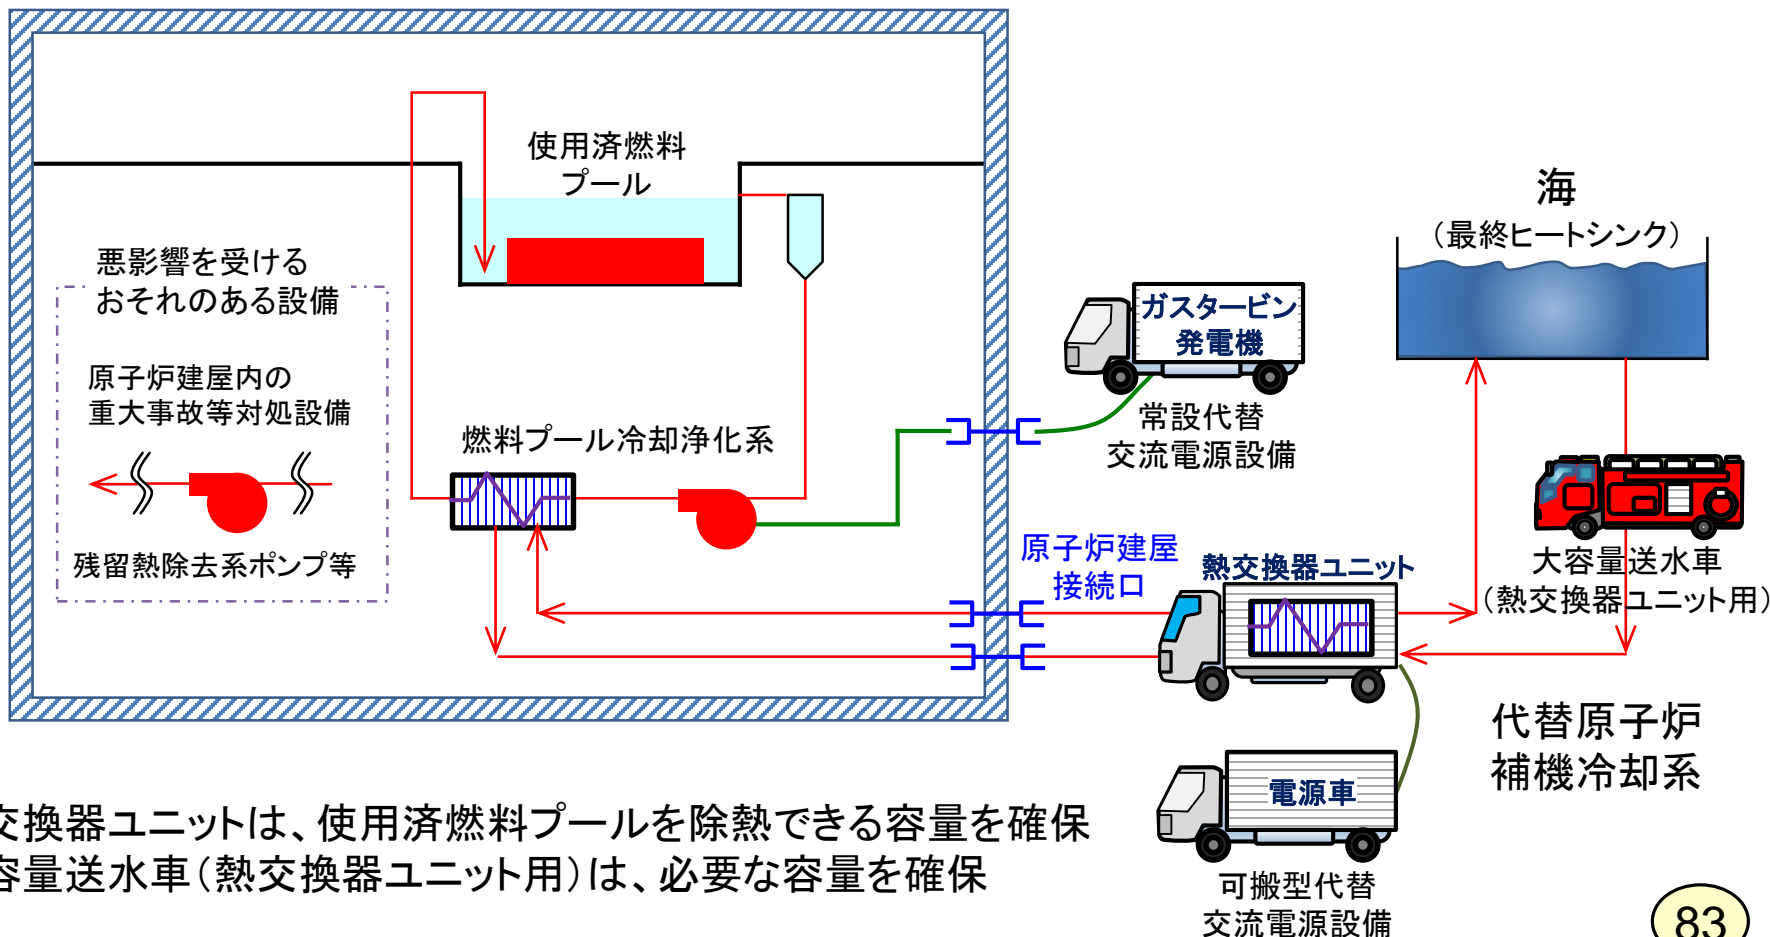 使用済燃料
プール
悪影響を受ける
おそれのある設備
原子炉建屋内の
重大事故等対処設備
残留熱除去系ポンプ等
燃料プール冷却浄化系
ガスタービン
発電機
常設代替
交流電源設備
海
（最終ヒートシンク）
大容量送水車
（熱交換器ユニット用）
原子炉建屋
接続口
熱交換器ユニット
代替原子炉
補機冷却系
電源車
可搬型代替
交流電源設備
交換器ユニットは、使用済燃料プールを除熱できる容量を確保
容量送水車（熱交換器ユニット用）は、必要な容量を確保
83